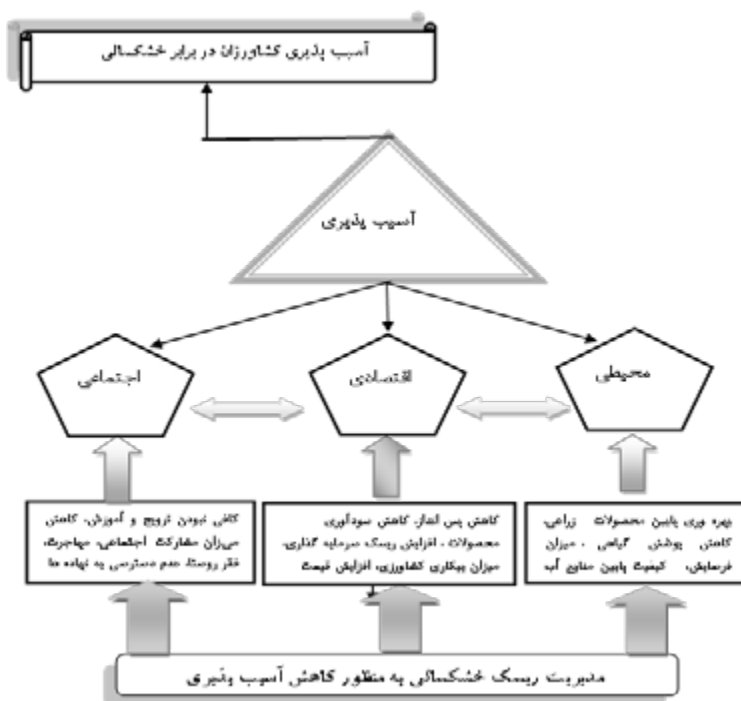 آسیب پذیری کشاورزان در برابر خشکسالی
آسیب پذیری
محیطی
اقتصادی
اجتماعی
بهره وری پایین محصولات زراعی،
کاهش پوشش گیاهی ، میزان
فرسایش، کیفیت پایین منابع آب
کاهش پس انداز، کاهش سودآوری
محصولات ، افزایش ریسک سرمایه گذاری،
میزان بیکاری کشاورزی، افزایش قیمت
کافی نبودن ترویج و آموزش، کاهش
میزان مشارکت اجتماعی، مهاجرت،
فقر روستا، عدم دسترسی به نهاده ها
مدیریت ریسک خشکسالی به منظور کاهش آسیب پذیری